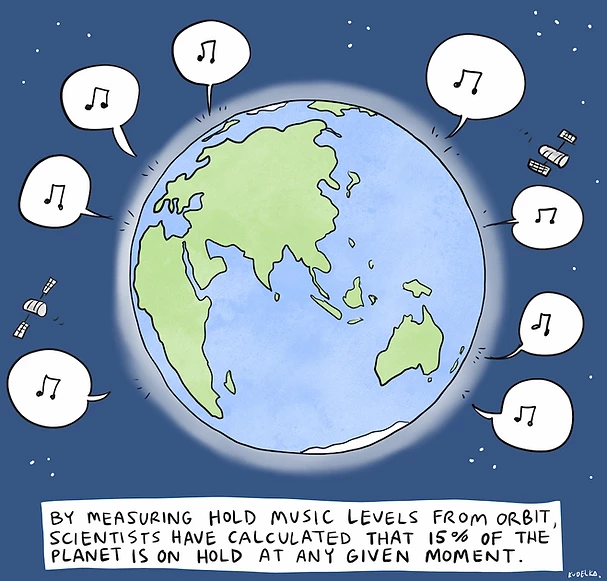 BY MEASURING HOLD MUSIC LEVELS FROM ORBIT,
SCIENTISTS HAVE CALCULATED THAT 15% OF THE
PLANET IS ON HOLD AT ANY GIVEN MOMENT.
KUDELKA.